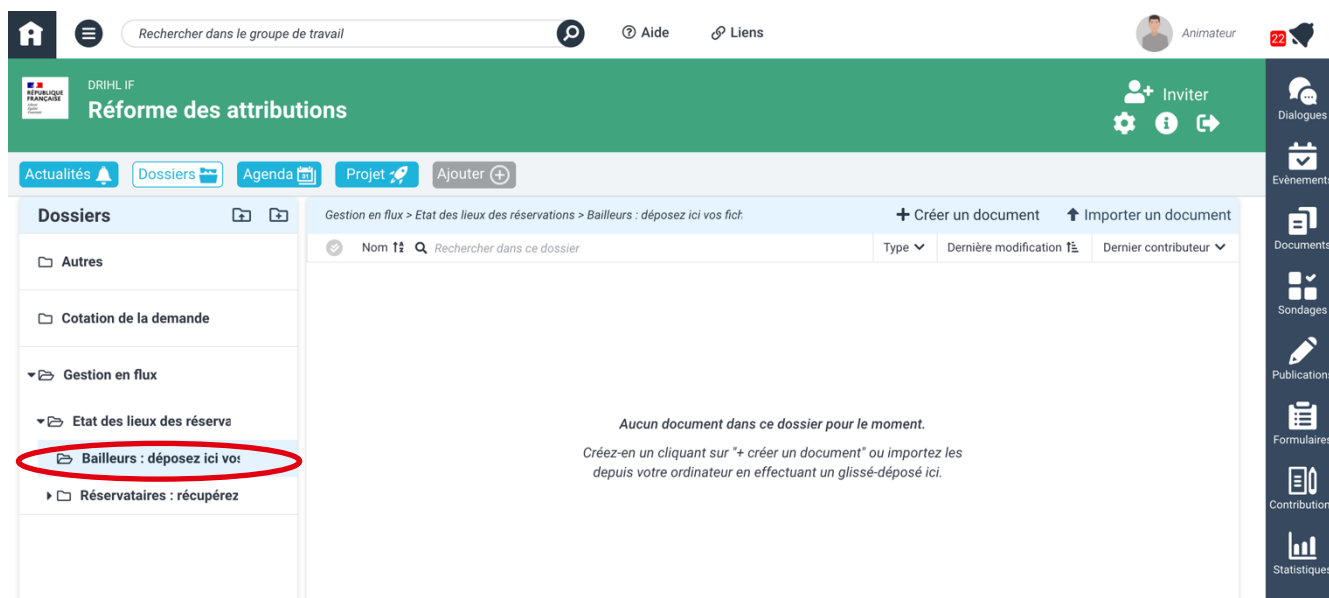 Rechercher dans le groupe de travail
Aide
Liens
Animateur
22
RÉPUBLIQUE
FRANÇAISE
DRIHL IF
Réforme des attributions
Inviter
Dialogues
Evènements
Documents
Sondages
Publications
Formulaires
Contribution
Statistiques
Actualités
Dossiers
Agenda
31
Projet
Ajouter
Dossiers
Autres
Cotation de la demande
Gestion en flux
Etat des lieux des réserva
Bailleurs : déposez ici vos
Réservataires : récupérez
Gestion en flux > Etat des lieux des réservations > Bailleurs : déposez ici vos fich
+ Créer un document
Importer un document
Nom
Rechercher dans ce dossier
Type
Dernière modification
Dernier contributeur
Aucun document dans ce dossier pour le moment.
Créez-en un cliquant sur "+ créer un document" ou importez les
depuis votre ordinateur en effectuant un glissé-déposé ici.